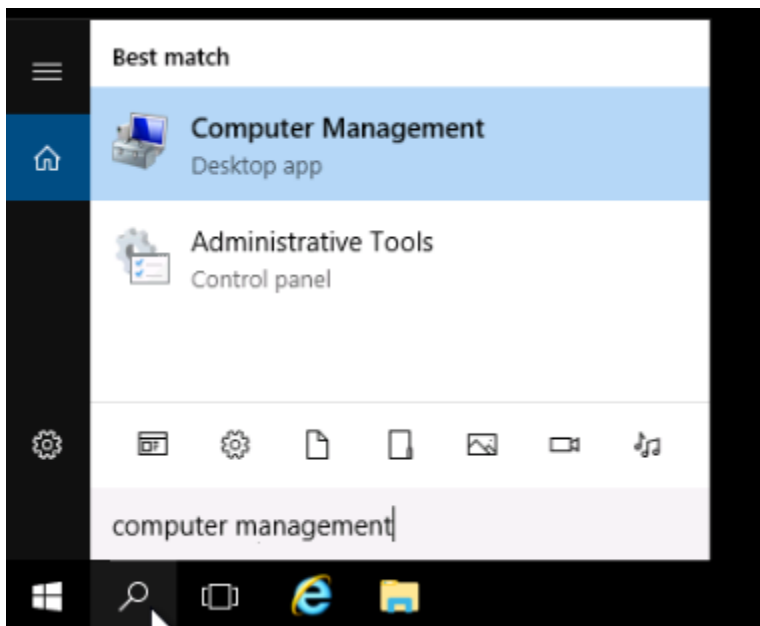 Best match
Computer Management
Desktop app
Administrative Tools
Control panel
computer management